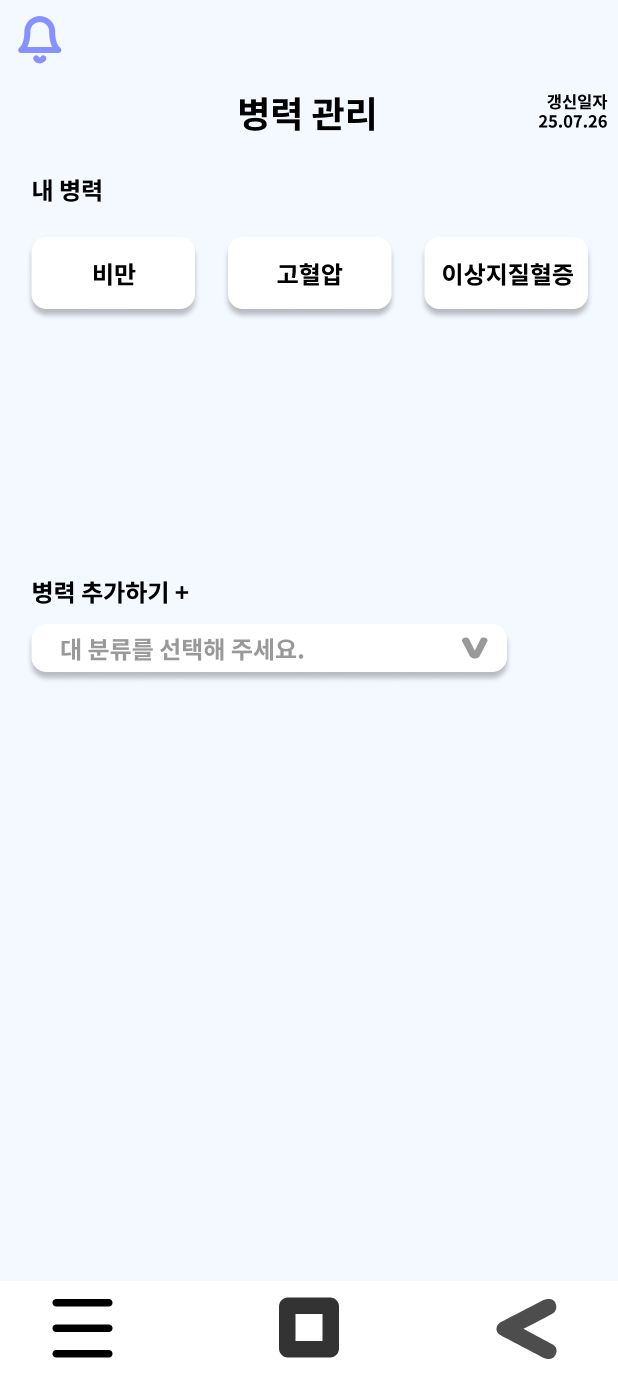 병력 관리
갱신일자
25.07.26
내 병력
비만
고혈압
이상지질혈증
병력 추가하기 +
대 분류를 선택해 주세요.